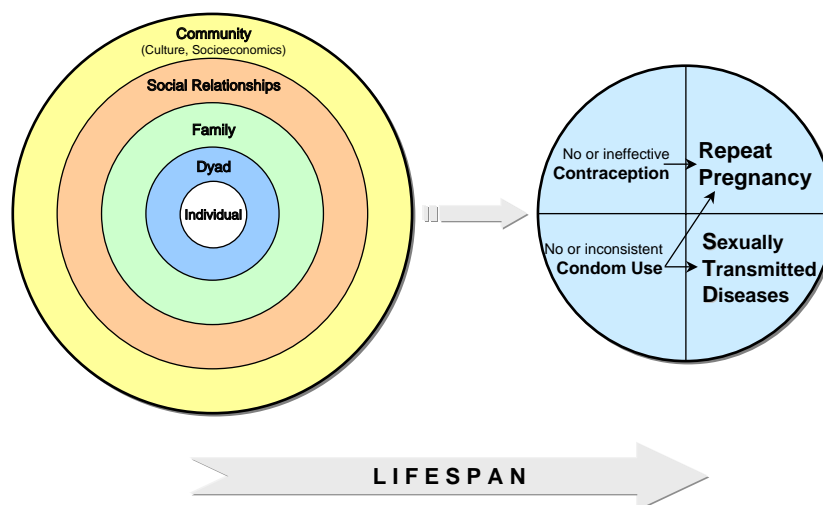 Community
(Culture, Socioeconomics)
Social Relationships
Family
Dyad
Individual
No or ineffective
Contraception
Repeat
Pregnancy
No or inconsistent
Condom Use
Sexually
Transmitted
Diseases
LIFESPAN